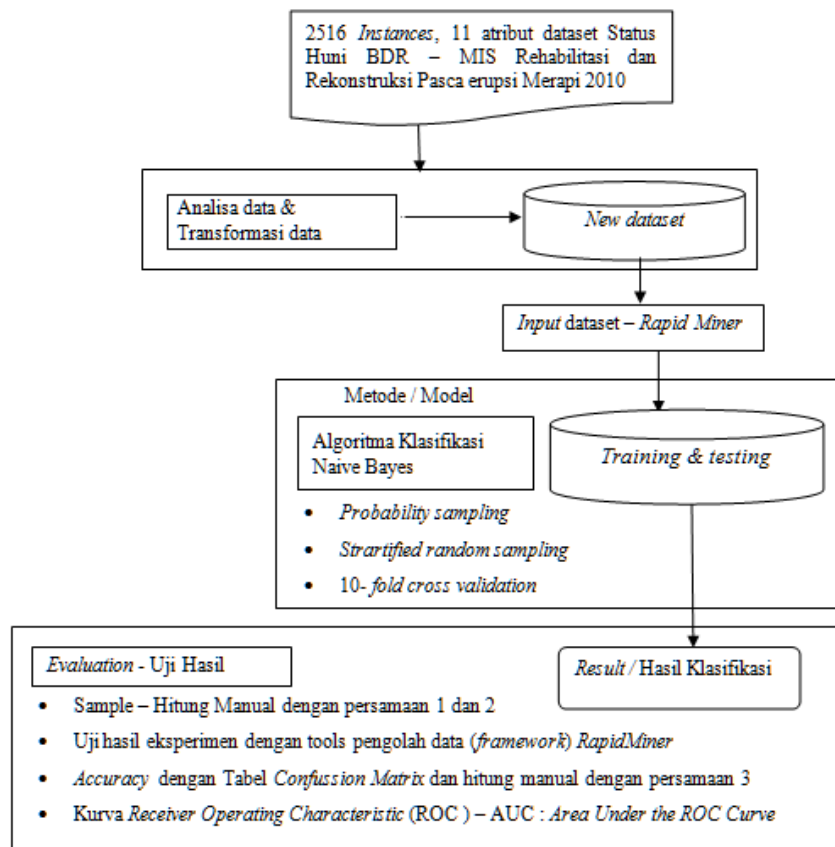 2516 Instances, 11 atribut dataset Status
Huni BDR – MIS Rehabilitasi dan
Rekonstruksi Pasca erupsi Merapi 2010
Analisa data &
Transformasi data
New dataset
Input dataset – Rapid Miner
Metode / Model
Algoritma Klasifikasi
Naive Bayes
Training & testing
• Probability sampling
• Strartified random sampling
• 10- fold cross validation
Evaluation - Uji Hasil
Result / Hasil Klasifikasi
• Sample – Hitung Manual dengan persamaan 1 dan 2
• Uji hasil eksperimen dengan tools pengolah data (framework) RapidMiner
• Accuracy dengan Tabel Confussion Matrix dan hitung manual dengan persamaan 3
• Kurva Receiver Operating Characteristic (ROC ) – AUC : Area Under the ROC Curve